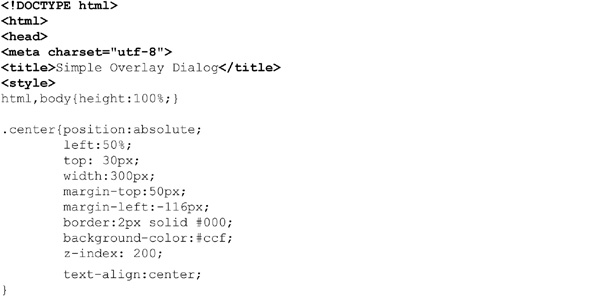 <!DOCTYPE html>
<html>
<head>
<meta charset="utf-8">
<title>Simple Overlay Dialog</title>
<style>
html,body{height:100%;}

.center{position:absolute;
        left:50%;
        top: 30px;
        width:300px;
        margin-top:50px;
        margin-left:-116px;
        border:2px solid #000;
        background-color:#ccf;
        z-index: 200;
        text-align:center;
}